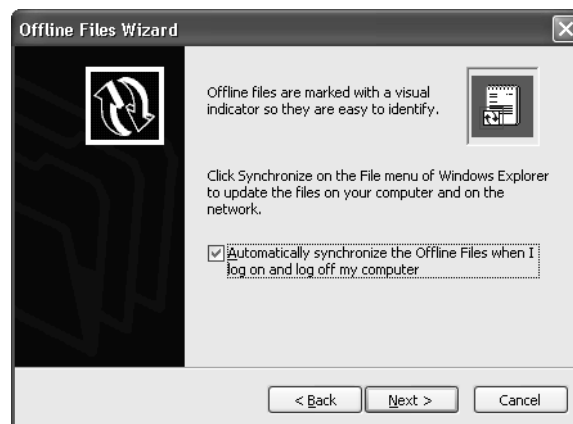 Offline Files Wizard
Offline files are marked with a visual
indicator so they are easy to identify.
Click Synchronize on the File menu of Windows Explorer
to update the files on your computer and on the
network.
Automatically synchronize the Offline Files when I
log on and log off my computer
< Back Next > Cancel